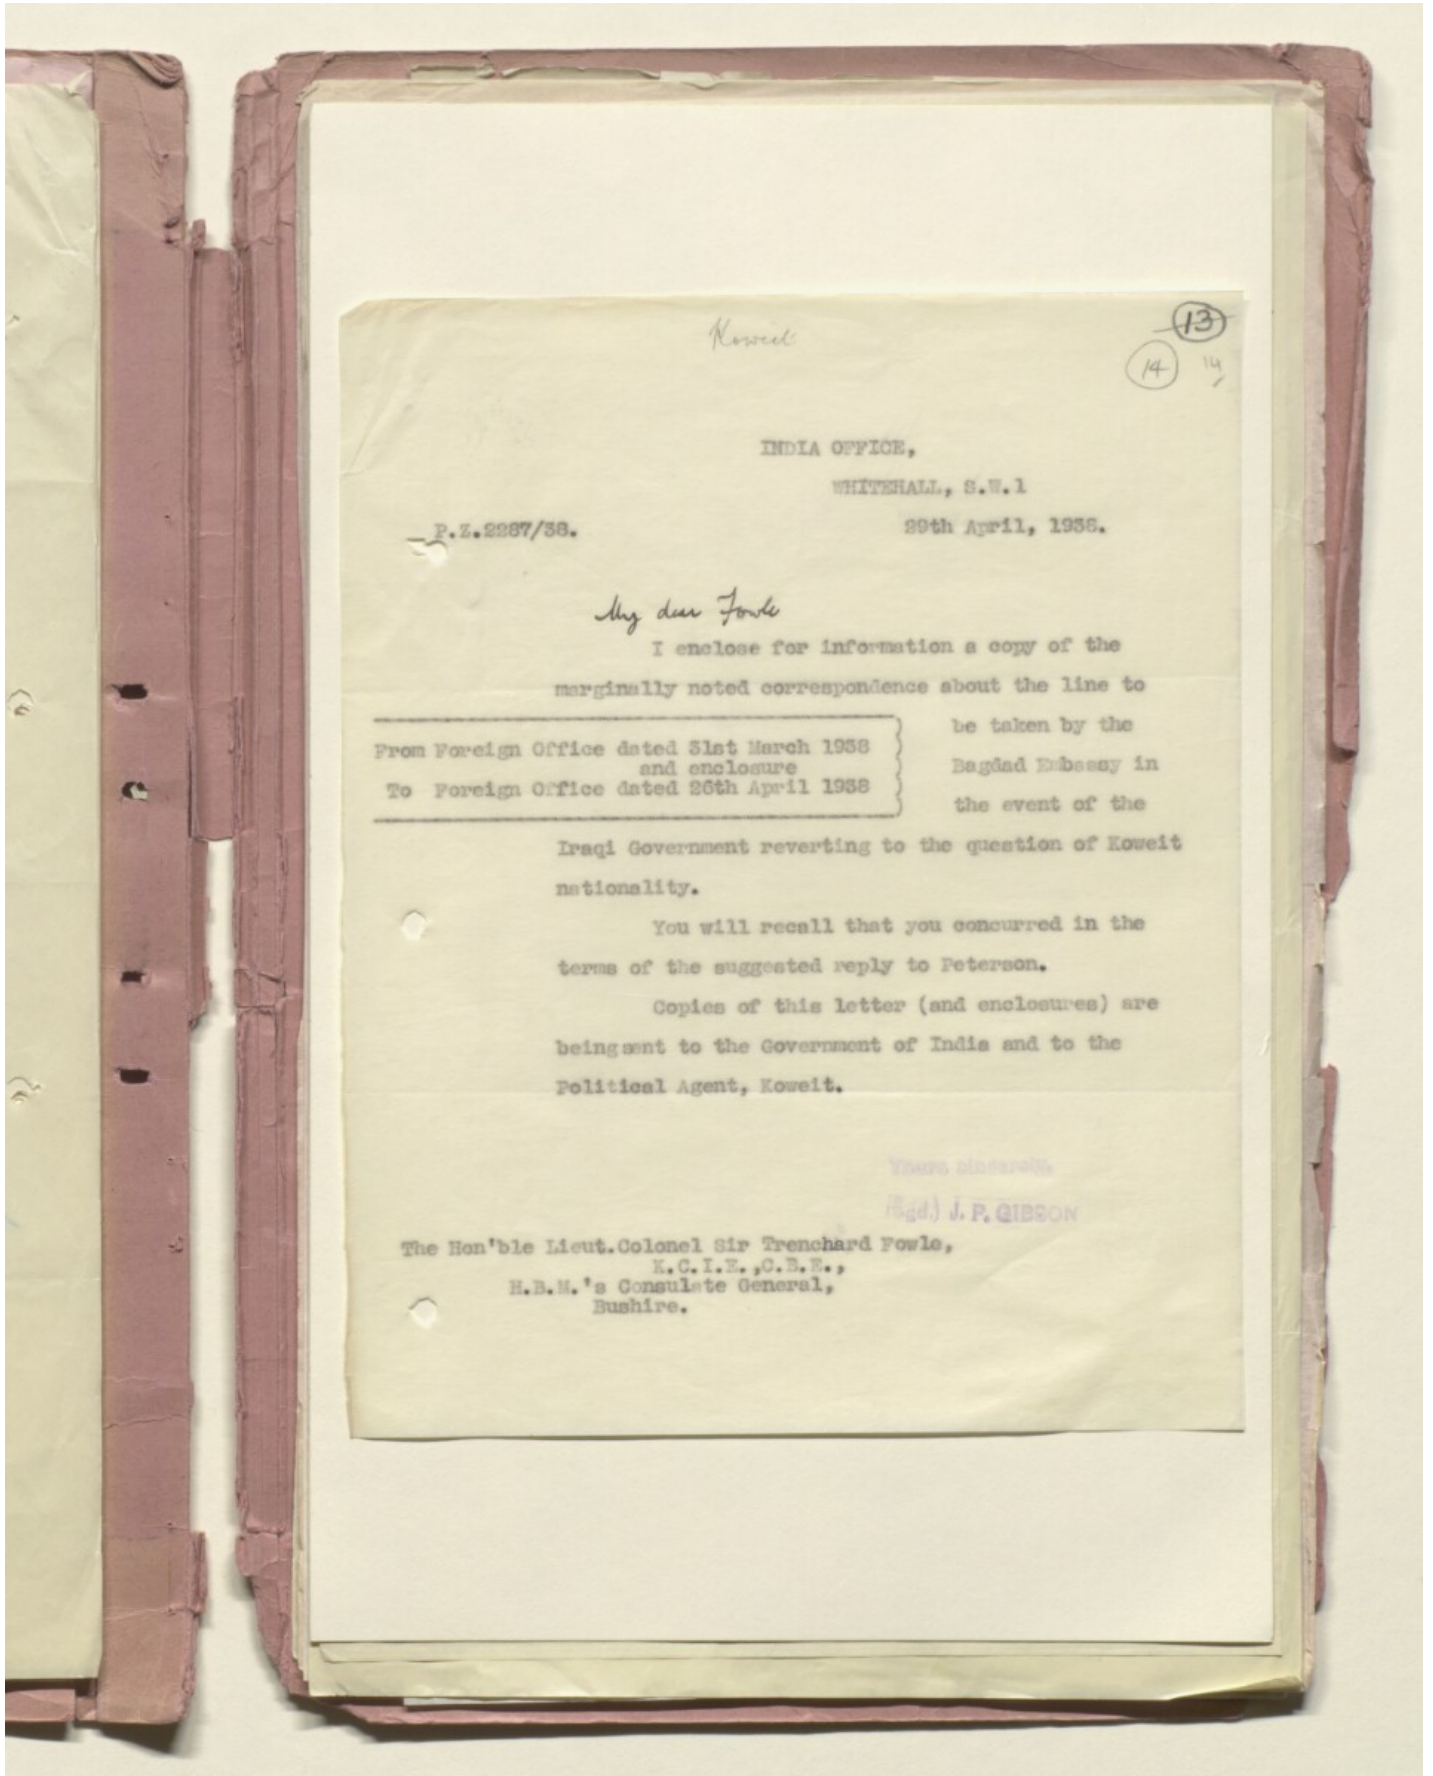 Koweit
13
14 14
INDIA OFFICE,
WHITEHALL, S.W.1
P.Z.2287/38. 29th April, 1938.
My dear Fowle
I enclose for information a copy of the
marginally noted correspondence about the line to
be taken by the
From Foreign Office dated 31st March 1938
and enclosure
Bagdad Embassy in
To Foreign Office dated 26th April 1938
the event of the
Iraqi Government reverting to the question of Koweit
nationality.
You will recall that you concurred in the
terms of the suggested reply to Peterson.
Copies of this letter (and enclosures) are
being sent to the Government of India and to the
Political Agent, Koweit.
Yours sincerely,
(Sgd.) J. P. GIBSON
The Hon'ble Lieut.Colonel Sir Trenchard Fowle,
K.C.I.E.,C.B.E.,
H.B.M.'s Consulate General,
Bushire.